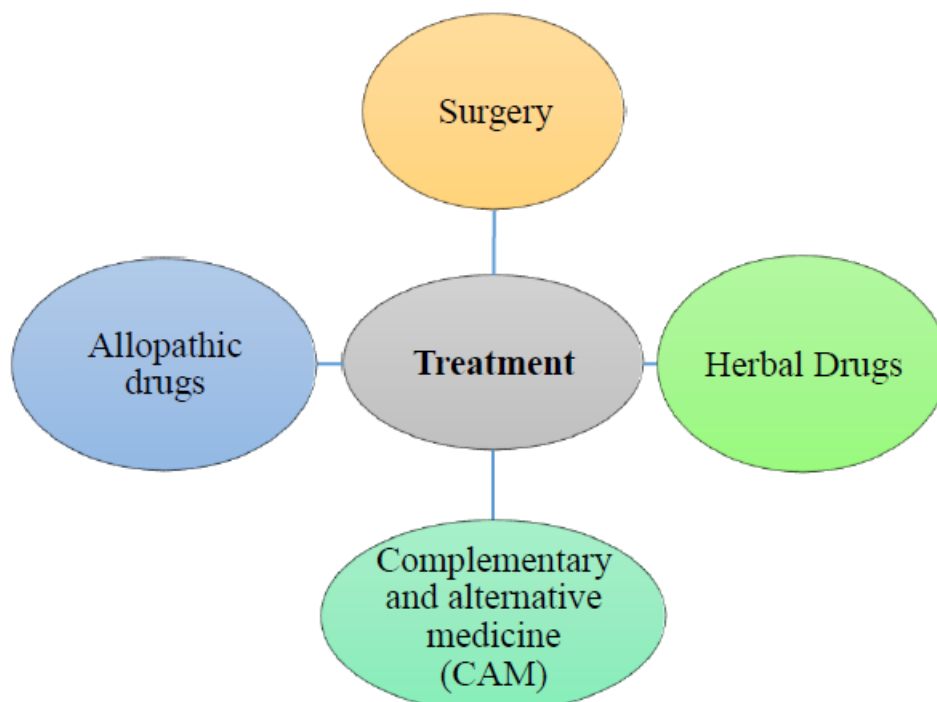 Surgery
Allopathic
drugs
Treatment
Herbal Drugs
Complementary
and alternative
medicine
(CAM)